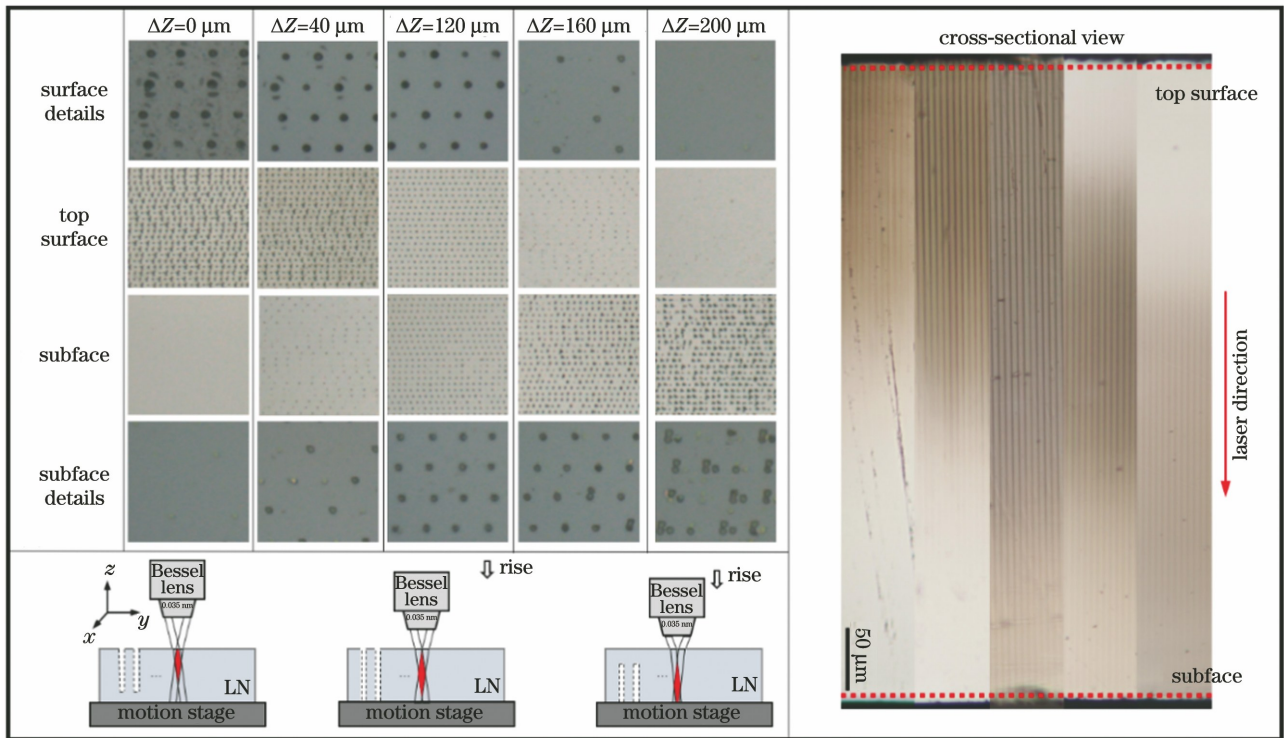 ΔZ=0 μm ΔZ=40 μm ΔZ=120 μm ΔZ=160 μm ΔZ=200 μm
surface
details
top
surface
subface
subface
details
cross-sectional view
top surface
laser direction
50 μm
subface
z
y
x
Bessel
lens
0.035 nm
LN
...
motion stage
rise
Bessel
lens
0.035 nm
LN
...
motion stage
rise
Bessel
lens
0.035 nm
LN
...
motion stage